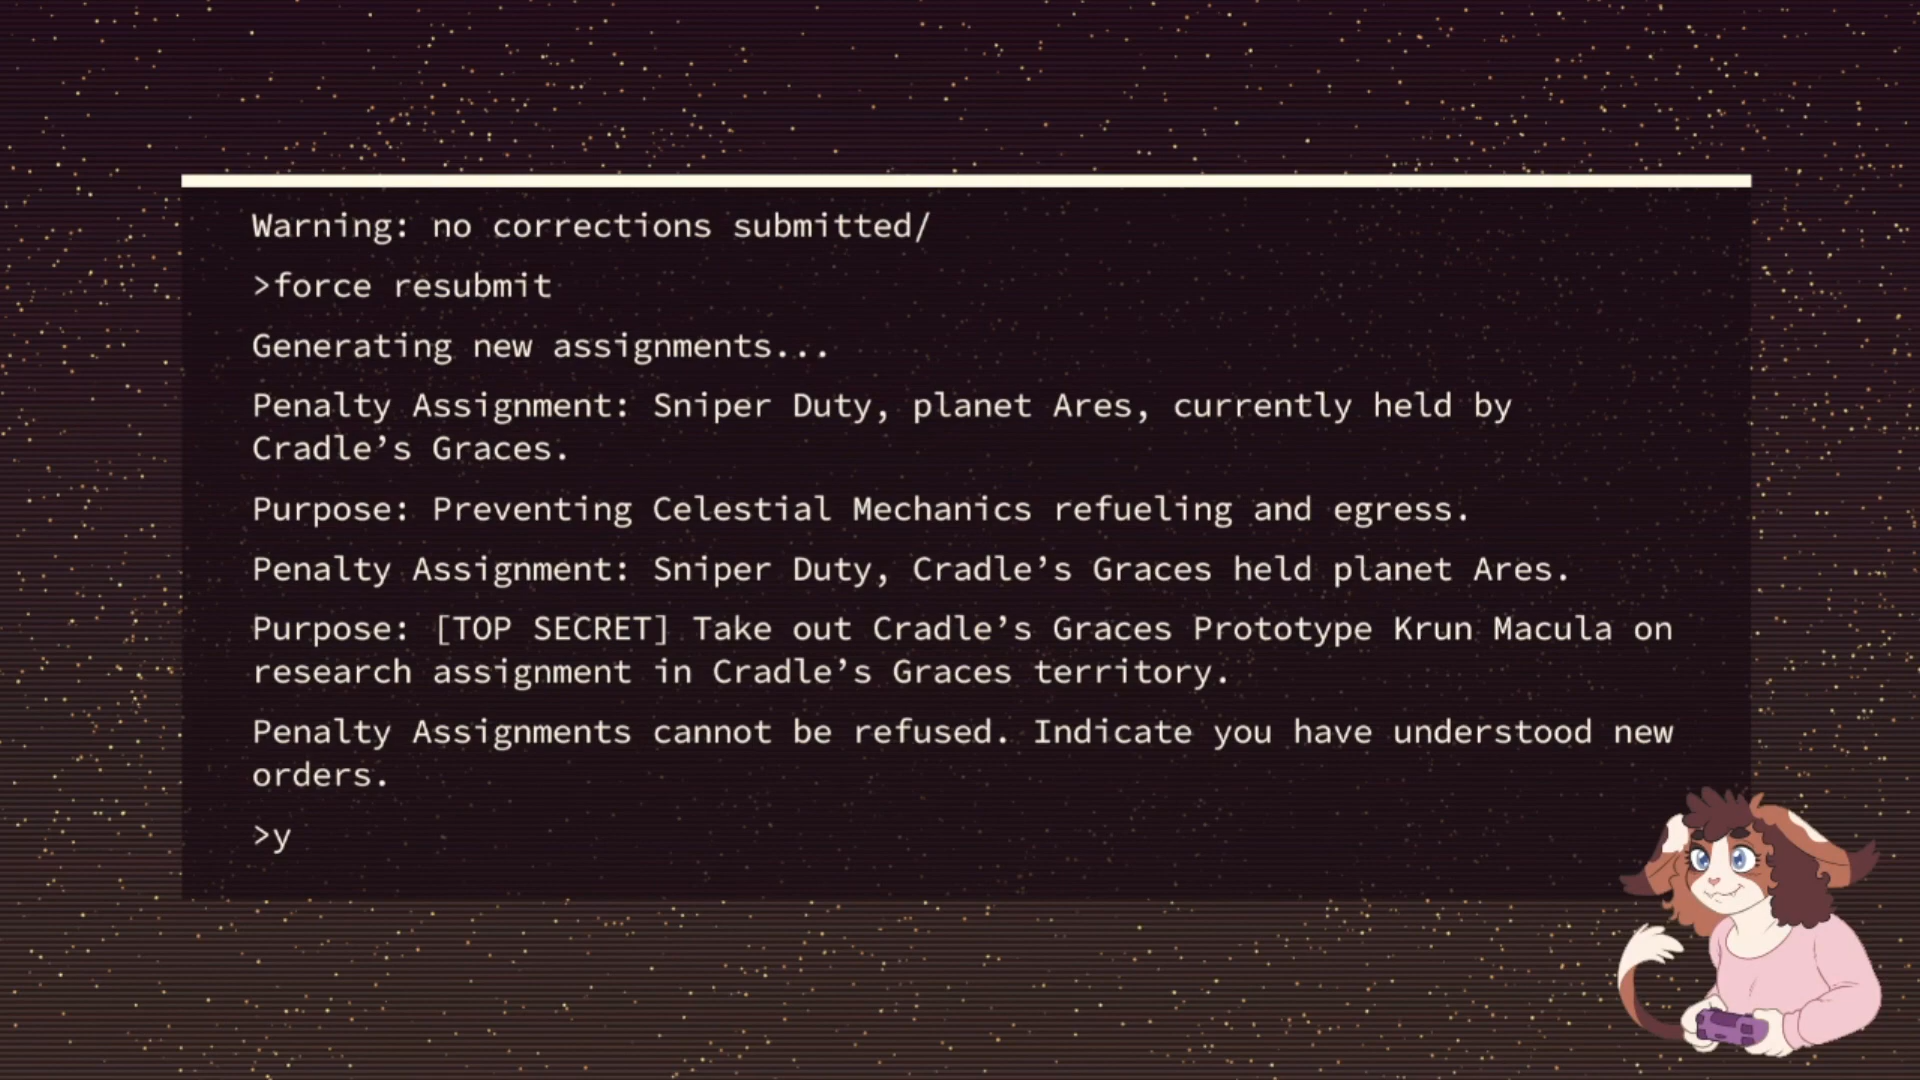 Warning: no corrections submitted/
>force resubmit
Generating new assignments...
Penalty Assignment: Sniper Duty, planet Ares, currently held by
Cradle’s Graces.
Purpose: Preventing Celestial Mechanics refueling and egress.
Penalty Assignment: Sniper Duty, Cradle’s Graces held planet Ares.
Purpose: [TOP SECRET] Take out Cradle’s Graces Prototype Krun Macula on
research assignment in Cradle’s Graces territory.
Penalty Assignments cannot be refused. Indicate you have understood new
orders.
>y